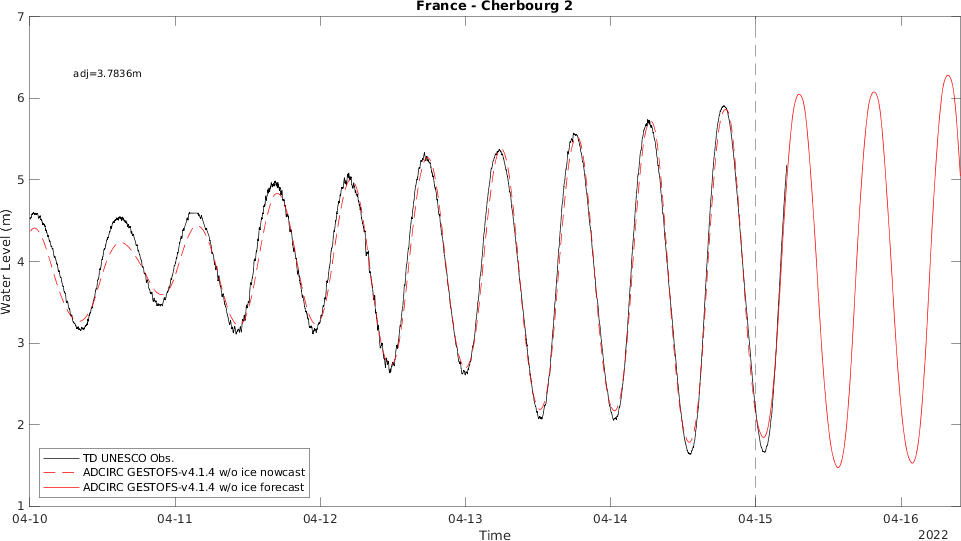 France - Cherbourg 2
7
adj=3.7836m
6
5
4
3
2
1
Water Level (m)
TD UNESCO Obs.
ADCIRC GESTOFS-v4.1.4 w/o ice nowcast
ADCIRC GESTOFS-v4.1.4 w/o ice forecast
04-10 04-11 04-12 04-13 04-14 04-15 04-16
Time
2022